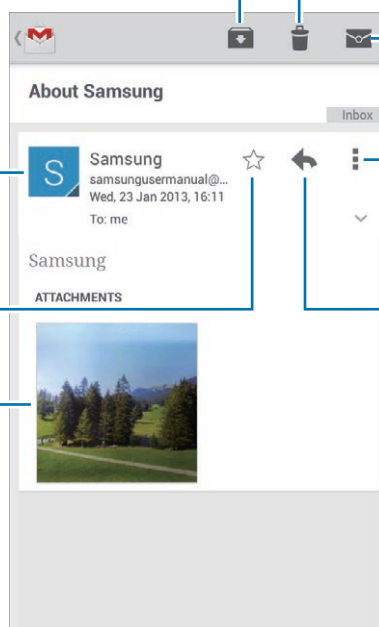 About Samsung
Inbox
S
Samsung
samsungusermanual@...
Wed, 23 Jan 2013, 16:11
To: me
Samsung
ATTACHMENTS